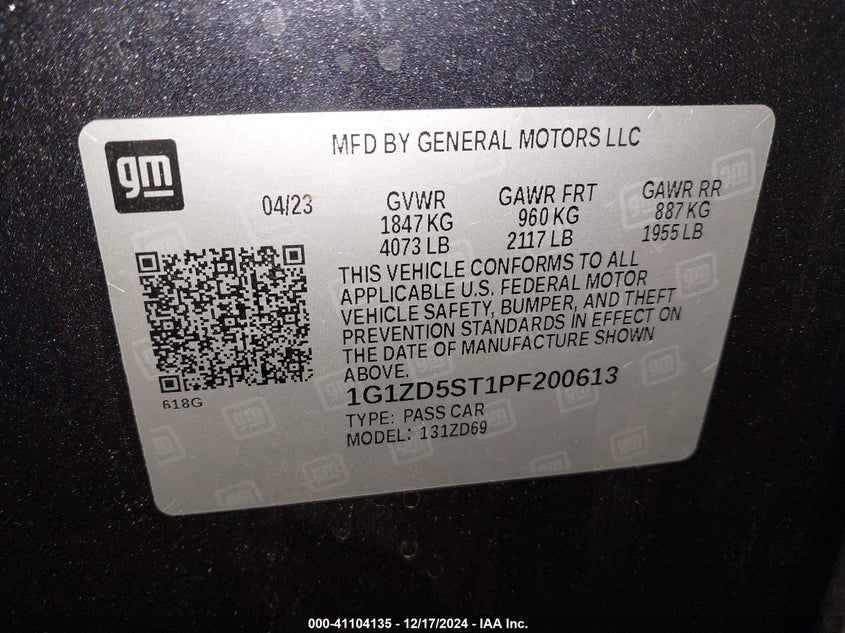 gm
MFD BY GENERAL MOTORS LLC
04/23
GVWR
1847 KG
4073 LB
GAWR FRT
960 KG
2117 LB
GAWR RR
887 KG
1955 LB
THIS VEHICLE CONFORMS TO ALL
APPLICABLE U.S. FEDERAL MOTOR
VEHICLE SAFETY, BUMPER, AND THEFT
PREVENTION STANDARDS IN EFFECT ON
THE DATE OF MANUFACTURE SHOWN
ABOVE.
618G
1G1ZD5ST1PF200613
TYPE: PASS CAR
MODEL: 131ZD69
000-41104135 - 12/17/2024 - IAA Inc.